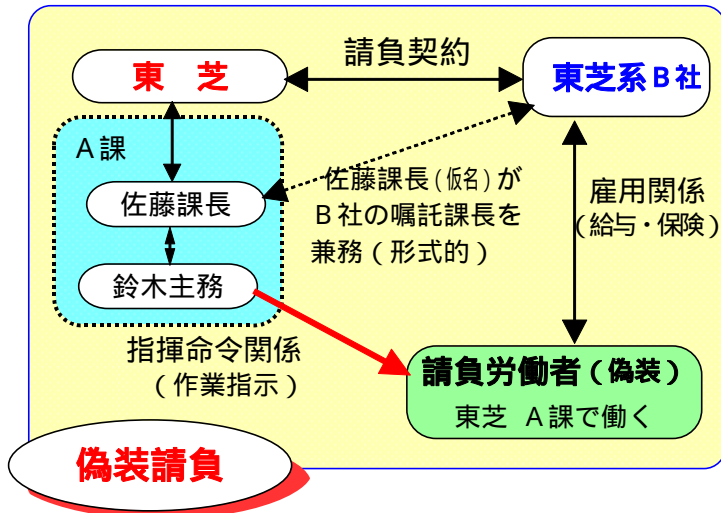 請負契約
東 芝
東芝系B社
A課
佐藤課長(仮名)が
B社の嘱託課長を
兼務(形式的)
佐藤課長
雇用関係
(給与・保険)
鈴木主務
指揮命令関係
(作業指示)
請負労働者(偽装)
東芝 A課で働く
偽装請負